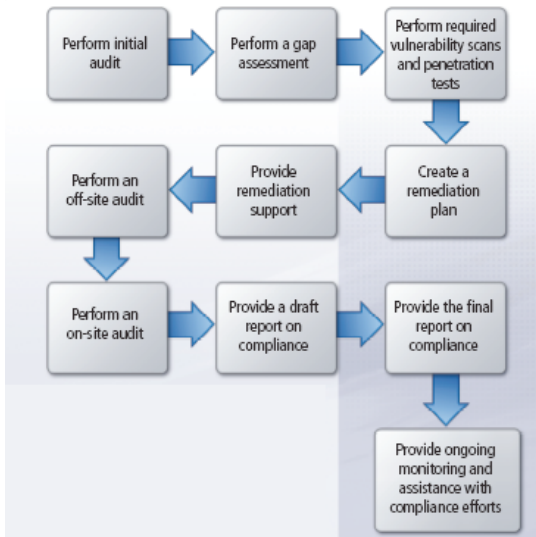 Perform initial
audit
Perform a gap
assessment
Perform required
vulnerability scans
and penetration
tests
Create a
remediation
plan
Provide
remediation
support
Perform an
off-site audit
Perform an
on-site audit
Provide a draft
report on
compliance
Provide the final
report on
compliance
Provide ongoing
monitoring and
assistance with
compliance efforts